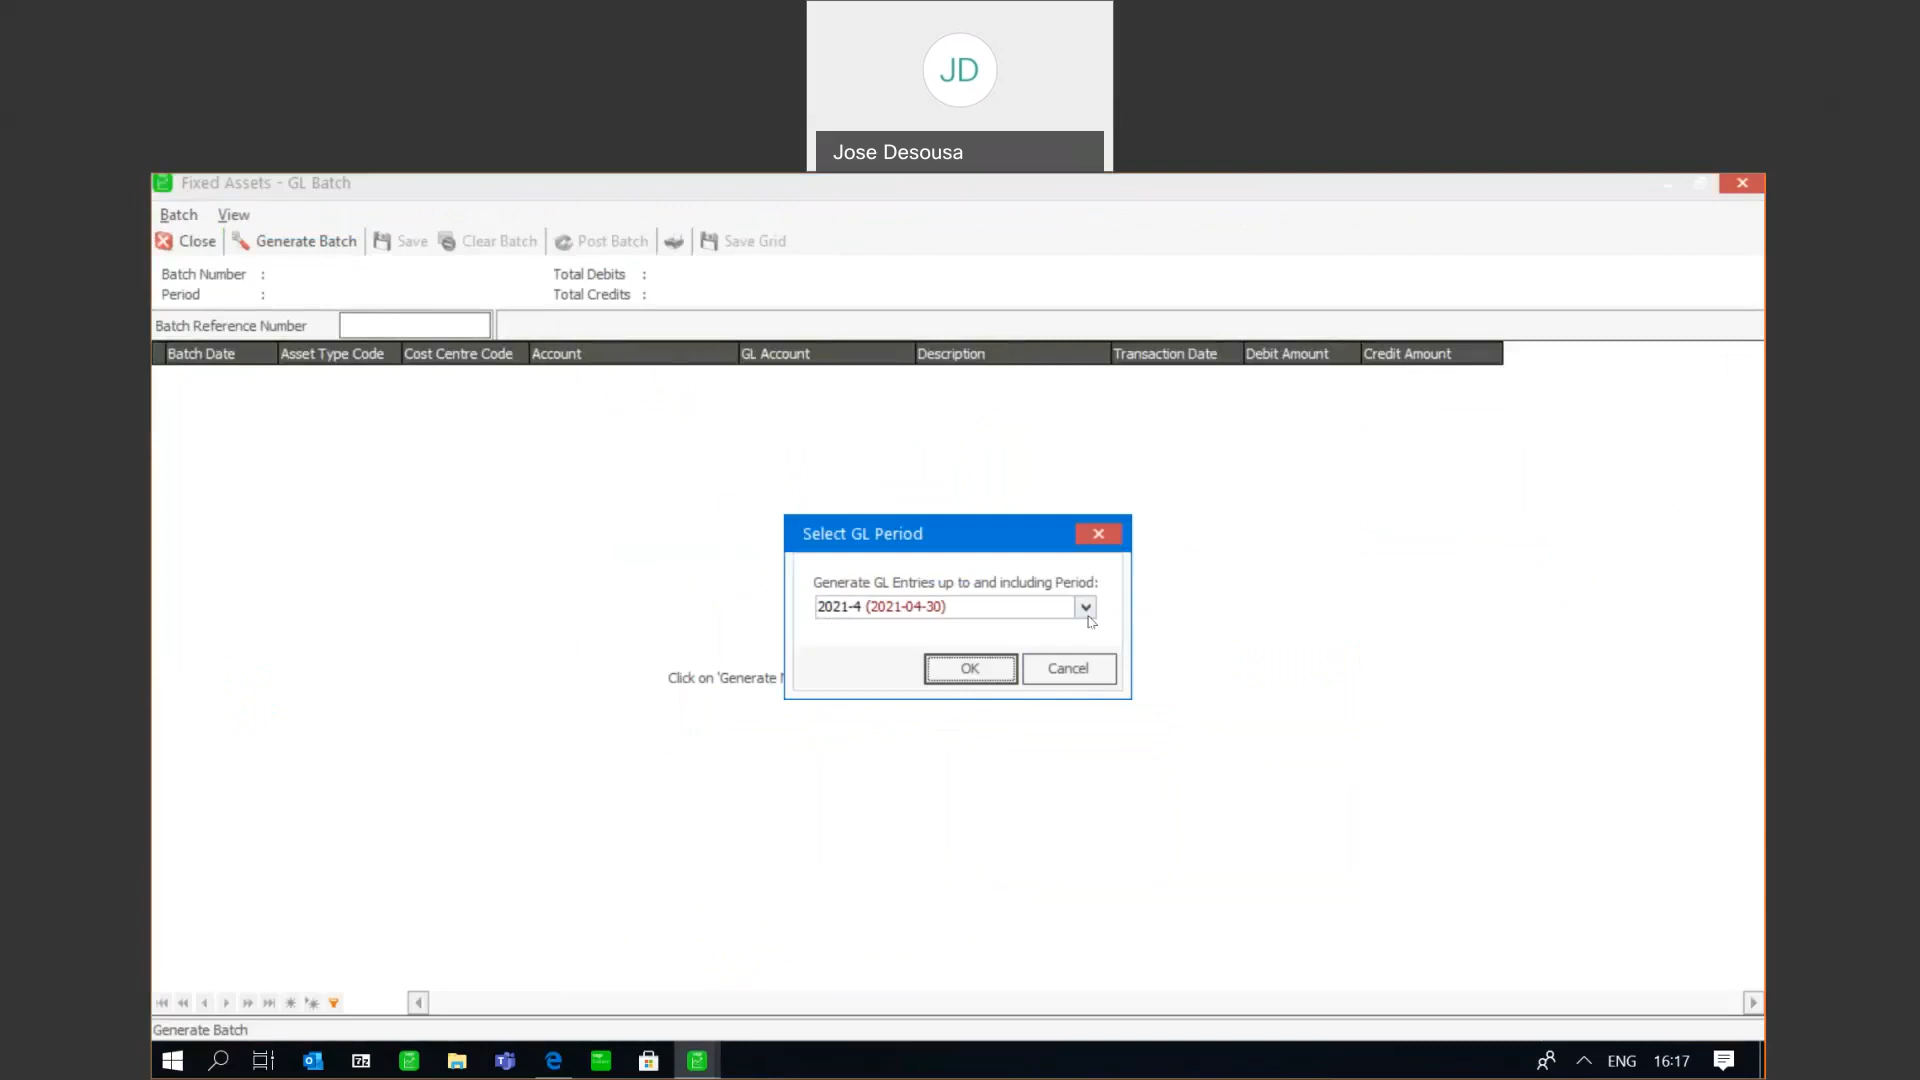 JD
Jose Desousa
Fixed Assets - GL Batch
Batch View
Close Generate Batch Save Clear Batch Post Batch Save Grid
Batch Number : Total Debits :
Period : Total Credits :
Batch Reference Number
Batch Date Asset Type Code Cost Centre Code Account GL Account Description Transaction Date Debit Amount Credit Amount
Select GL Period
Generate GL Entries up to and including Period:
2021-4 (2021-04-30)
OK Cancel
Click on 'Generate
Generate Batch
ENG 16:17